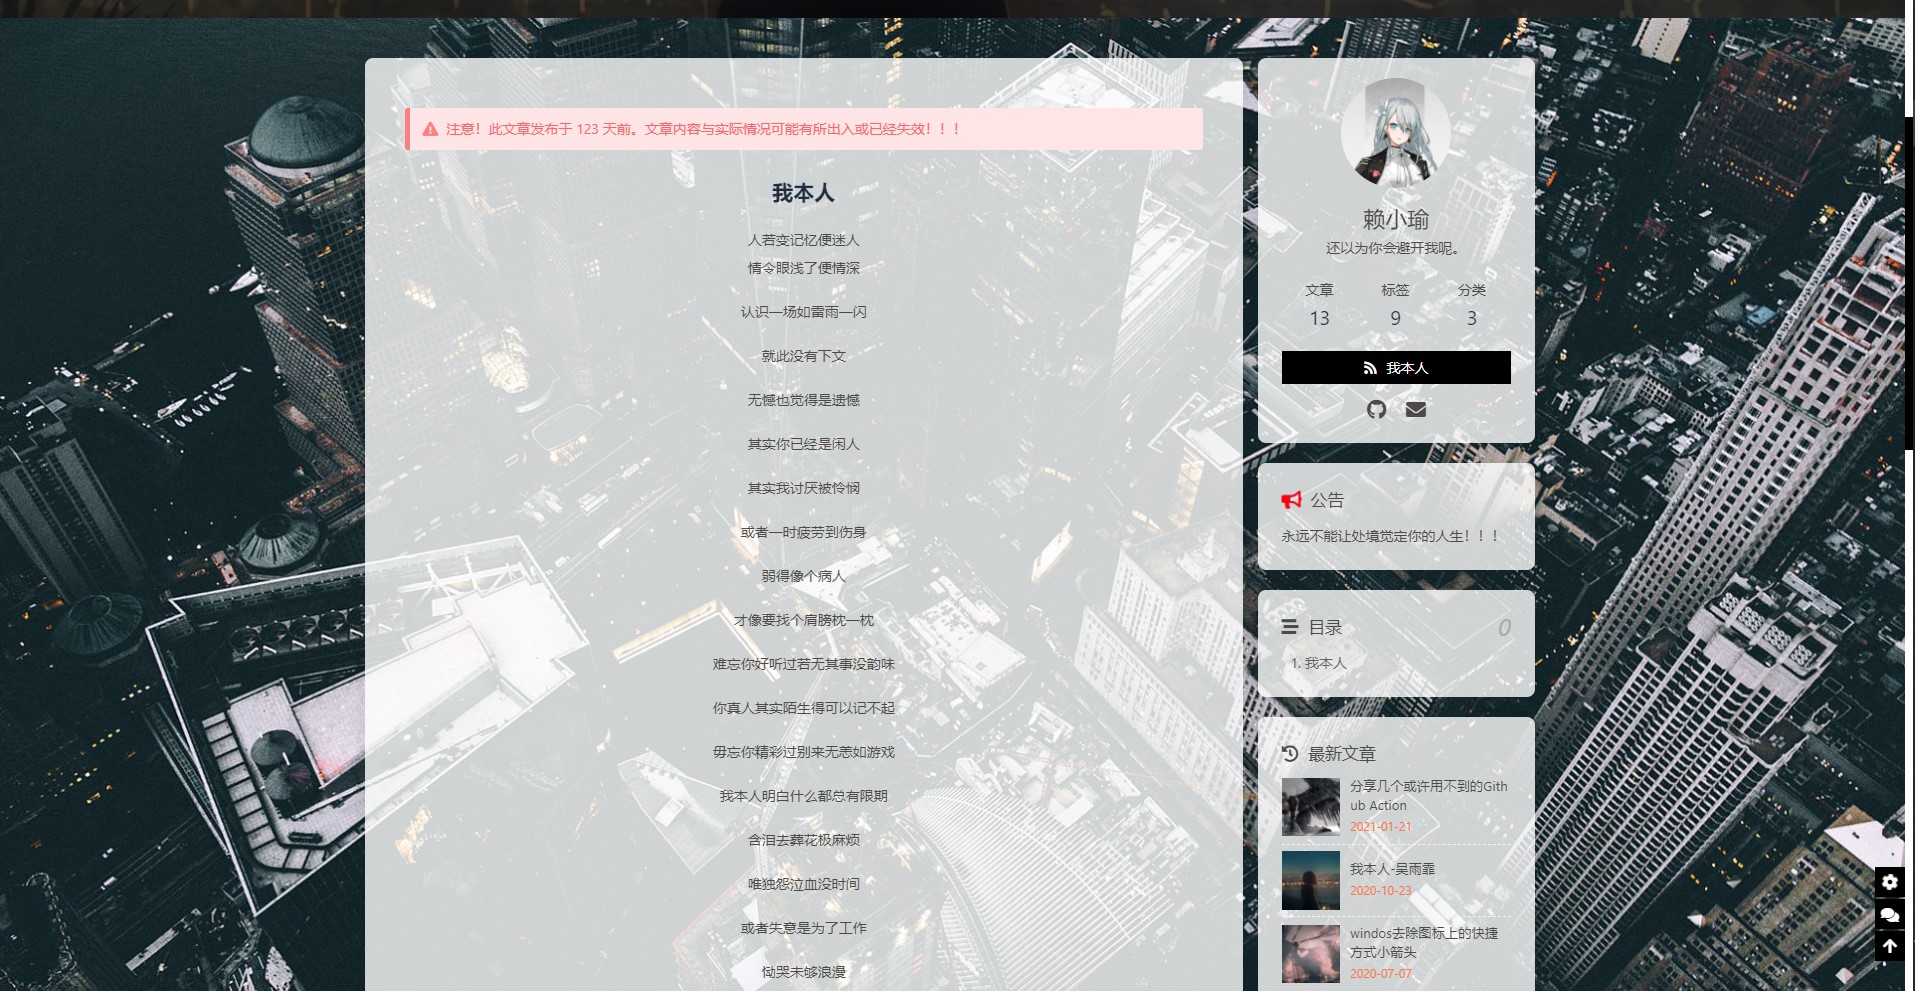 注意！此文章发布于 123 天前。文章内容与实际情况可能有所出入或已经失效！！！
我本人
人若变记忆便迷人
情令眼浅了便情深
认识一场如雷雨一闪
就此没有下文
无憾也觉得是遗憾
其实你已经是闲人
其实我讨厌被怜悯
或者一时疲劳到伤身
弱得像个病人
才像要找个肩膀枕一枕
难忘你好听过若无其事没韵味
你真人其实陌生得可以记不起
毋忘你精彩过别来无恙如游戏
我本人明白什么都总有限期
含泪去葬花极麻烦
唯独怨泣血没时间
或者失意是为了工作
恸哭未够浪漫
赖小瑜
还以为你会避开我呢。
文章 标签 分类
13 9 3
我本人
公告
永远不能让处境觉定你的人生！！！
目录 0
1. 我本人
最新文章
分享几个或许用不到的Gith
ub Action
2021-01-21
我本人-吴雨霏
2020-10-23
windos去除图标上的快捷
方式小箭头
2020-07-07